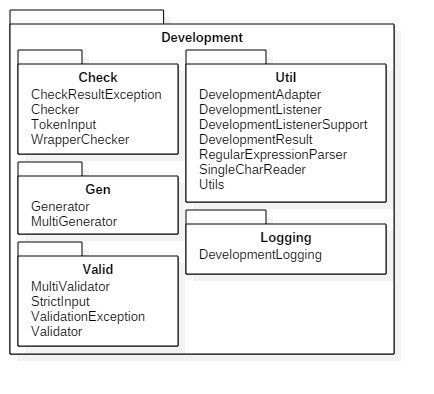 Development
Check
CheckResultException
Checker
TokenInput
WrapperChecker
Gen
Generator
MultiGenerator
Valid
MultiValidator
StrictInput
ValidationException
Validator
Util
DevelopmentAdapter
DevelopmentListener
DevelopmentListenerSupport
DevelopmentResult
RegularExpressionParser
SingleCharReader
Utils
Logging
DevelopmentLogging